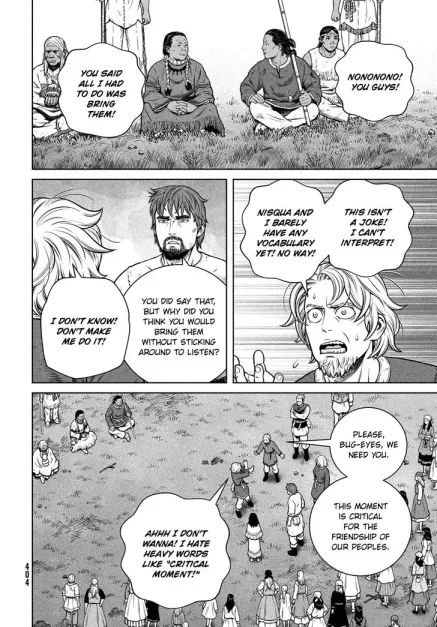 NONONONO!
YOU GUYS!
YOU SAID
ALL I HAD
TO DO WAS
BRING
THEM!
THIS ISN'T
A JOKE!
I CAN'T
INTERPRET!
NISQUA AND
I BARELY
HAVE ANY
VOCABULARY
YET! NO WAY!
YOU DID SAY THAT,
BUT WHY DID YOU
THINK YOU WOULD
BRING THEM
WITHOUT STICKING
AROUND TO LISTEN?
I DON'T KNOW!
DON'T MAKE
ME DO IT!
PLEASE,
BUG-EYES, WE
NEED YOU.
THIS MOMENT
IS CRITICAL
FOR THE
FRIENDSHIP OF
OUR PEOPLES.
AHHH I DON'T
WANNA! I HATE
HEAVY WORDS
LIKE "CRITICAL
MOMENT!"
404